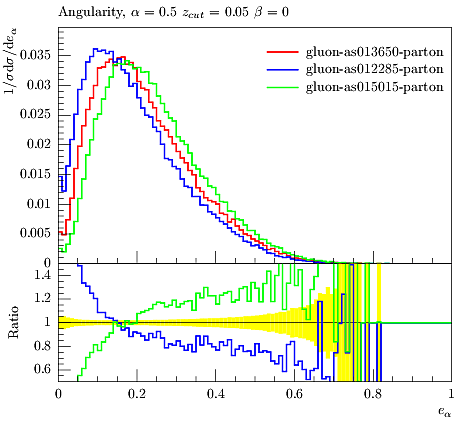 Angularity, α = 0.5 z_cut = 0.05 β = 0
1/σ dσ/de_α
0.035
0.03
0.025
0.02
0.015
0.01
0.005
0
gluon-as013650-parton
gluon-as012285-parton
gluon-as015015-parton
Ratio
1.4
1.2
1
0.8
0.6
0 0.2 0.4 0.6 0.8 1
e_α